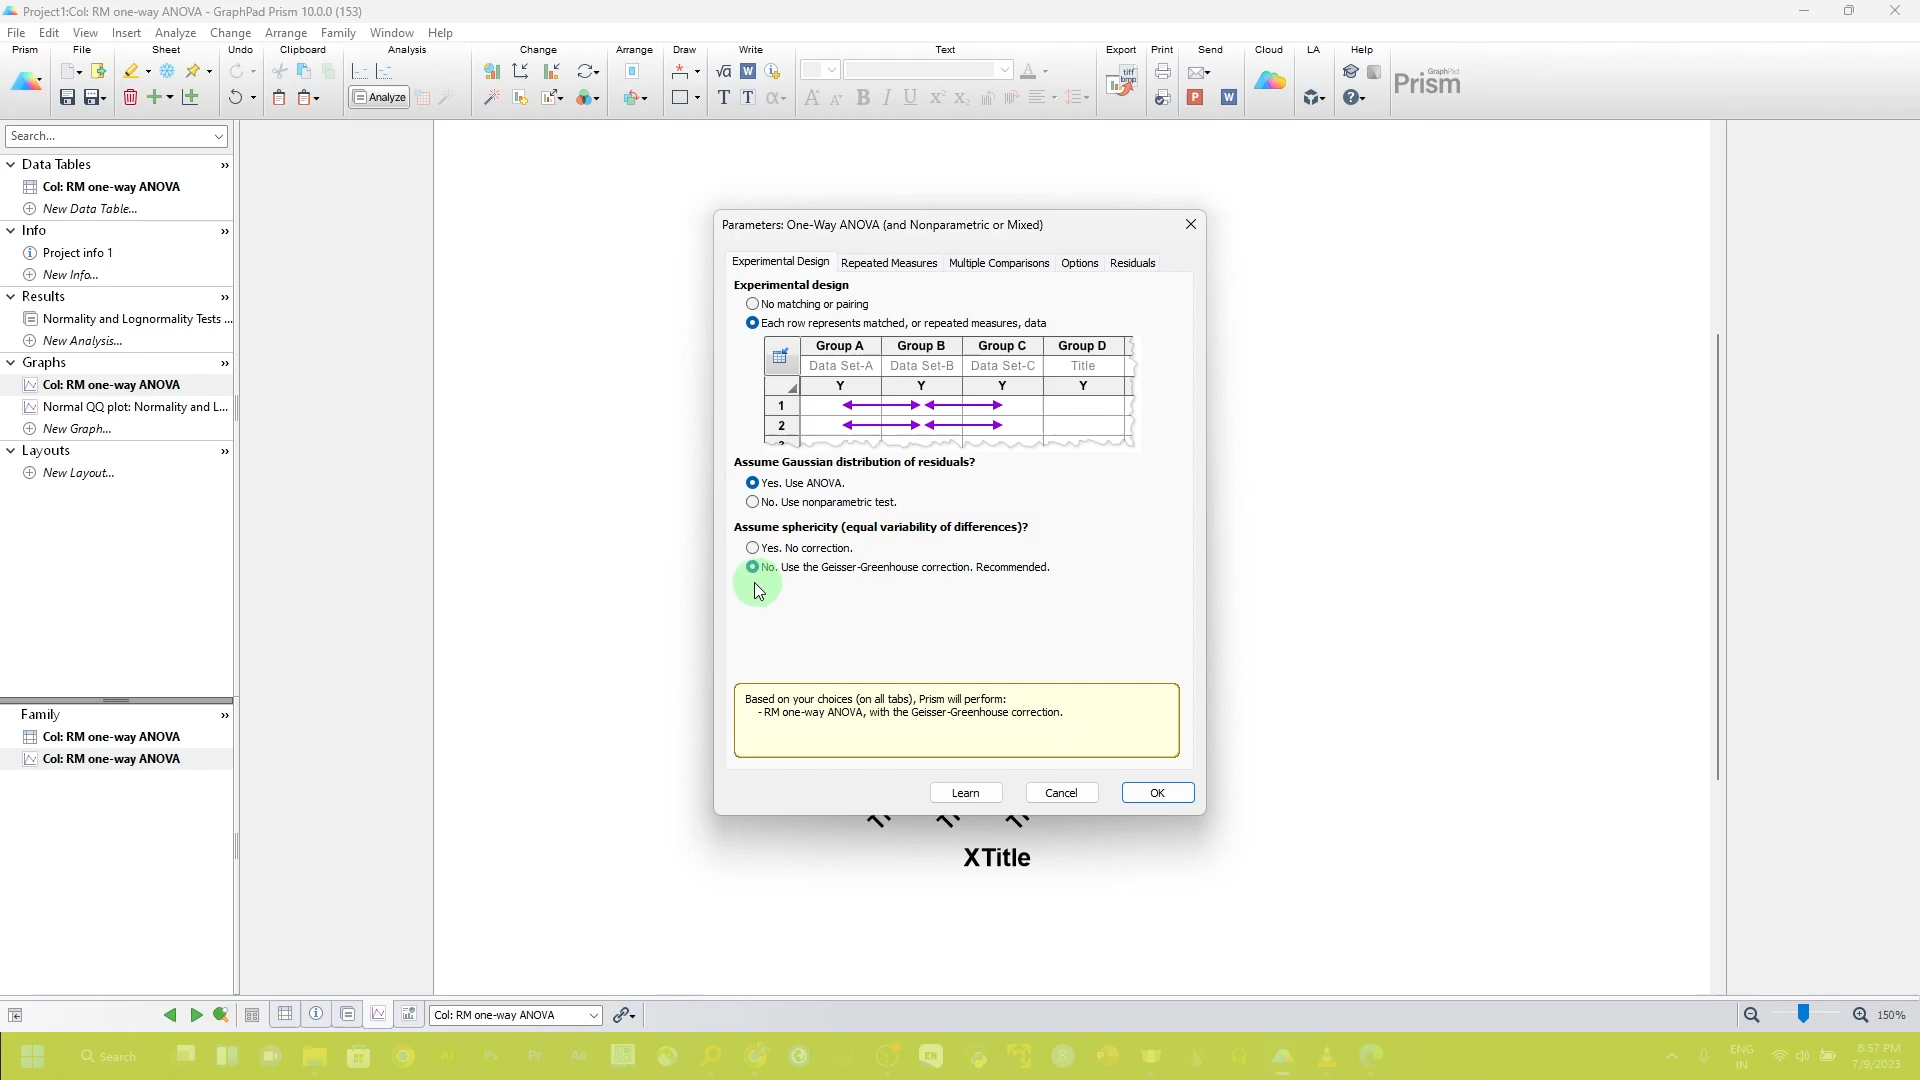 Project1:Col: RM one-way ANOVA - GraphPad Prism 10.0.0 (153)
File Edit View Insert Analyze Change Arrange Family Window Help
Prism File Sheet Undo Clipboard Analysis Change Arrange Draw Write Text Export Print Send Cloud LA Help
tiff
bmp
GraphPad
Prism
Analyze
Search...
Data Tables
Col: RM one-way ANOVA
New Data Table...
Info
Project info 1
New Info...
Results
Normality and Lognormality Tests ...
New Analysis...
Graphs
Col: RM one-way ANOVA
Normal QQ plot: Normality and L...
New Graph...
Layouts
New Layout...
Family
Col: RM one-way ANOVA
Col: RM one-way ANOVA
Parameters: One-Way ANOVA (and Nonparametric or Mixed)
Experimental Design Repeated Measures Multiple Comparisons Options Residuals
Experimental design
No matching or pairing
Each row represents matched, or repeated measures, data
Group A Group B Group C Group D
Data Set-A Data Set-B Data Set-C Title
Y Y Y Y
1
2
Assume Gaussian distribution of residuals?
Yes. Use ANOVA.
No. Use nonparametric test.
Assume sphericity (equal variability of differences)?
Yes. No correction.
No. Use the Geisser-Greenhouse correction. Recommended.
Based on your choices (on all tabs), Prism will perform:
- RM one-way ANOVA, with the Geisser-Greenhouse correction.
Learn Cancel OK
XTitle
Col: RM one-way ANOVA
150%
Search
ENG
IN
8:57 PM
7/9/2023